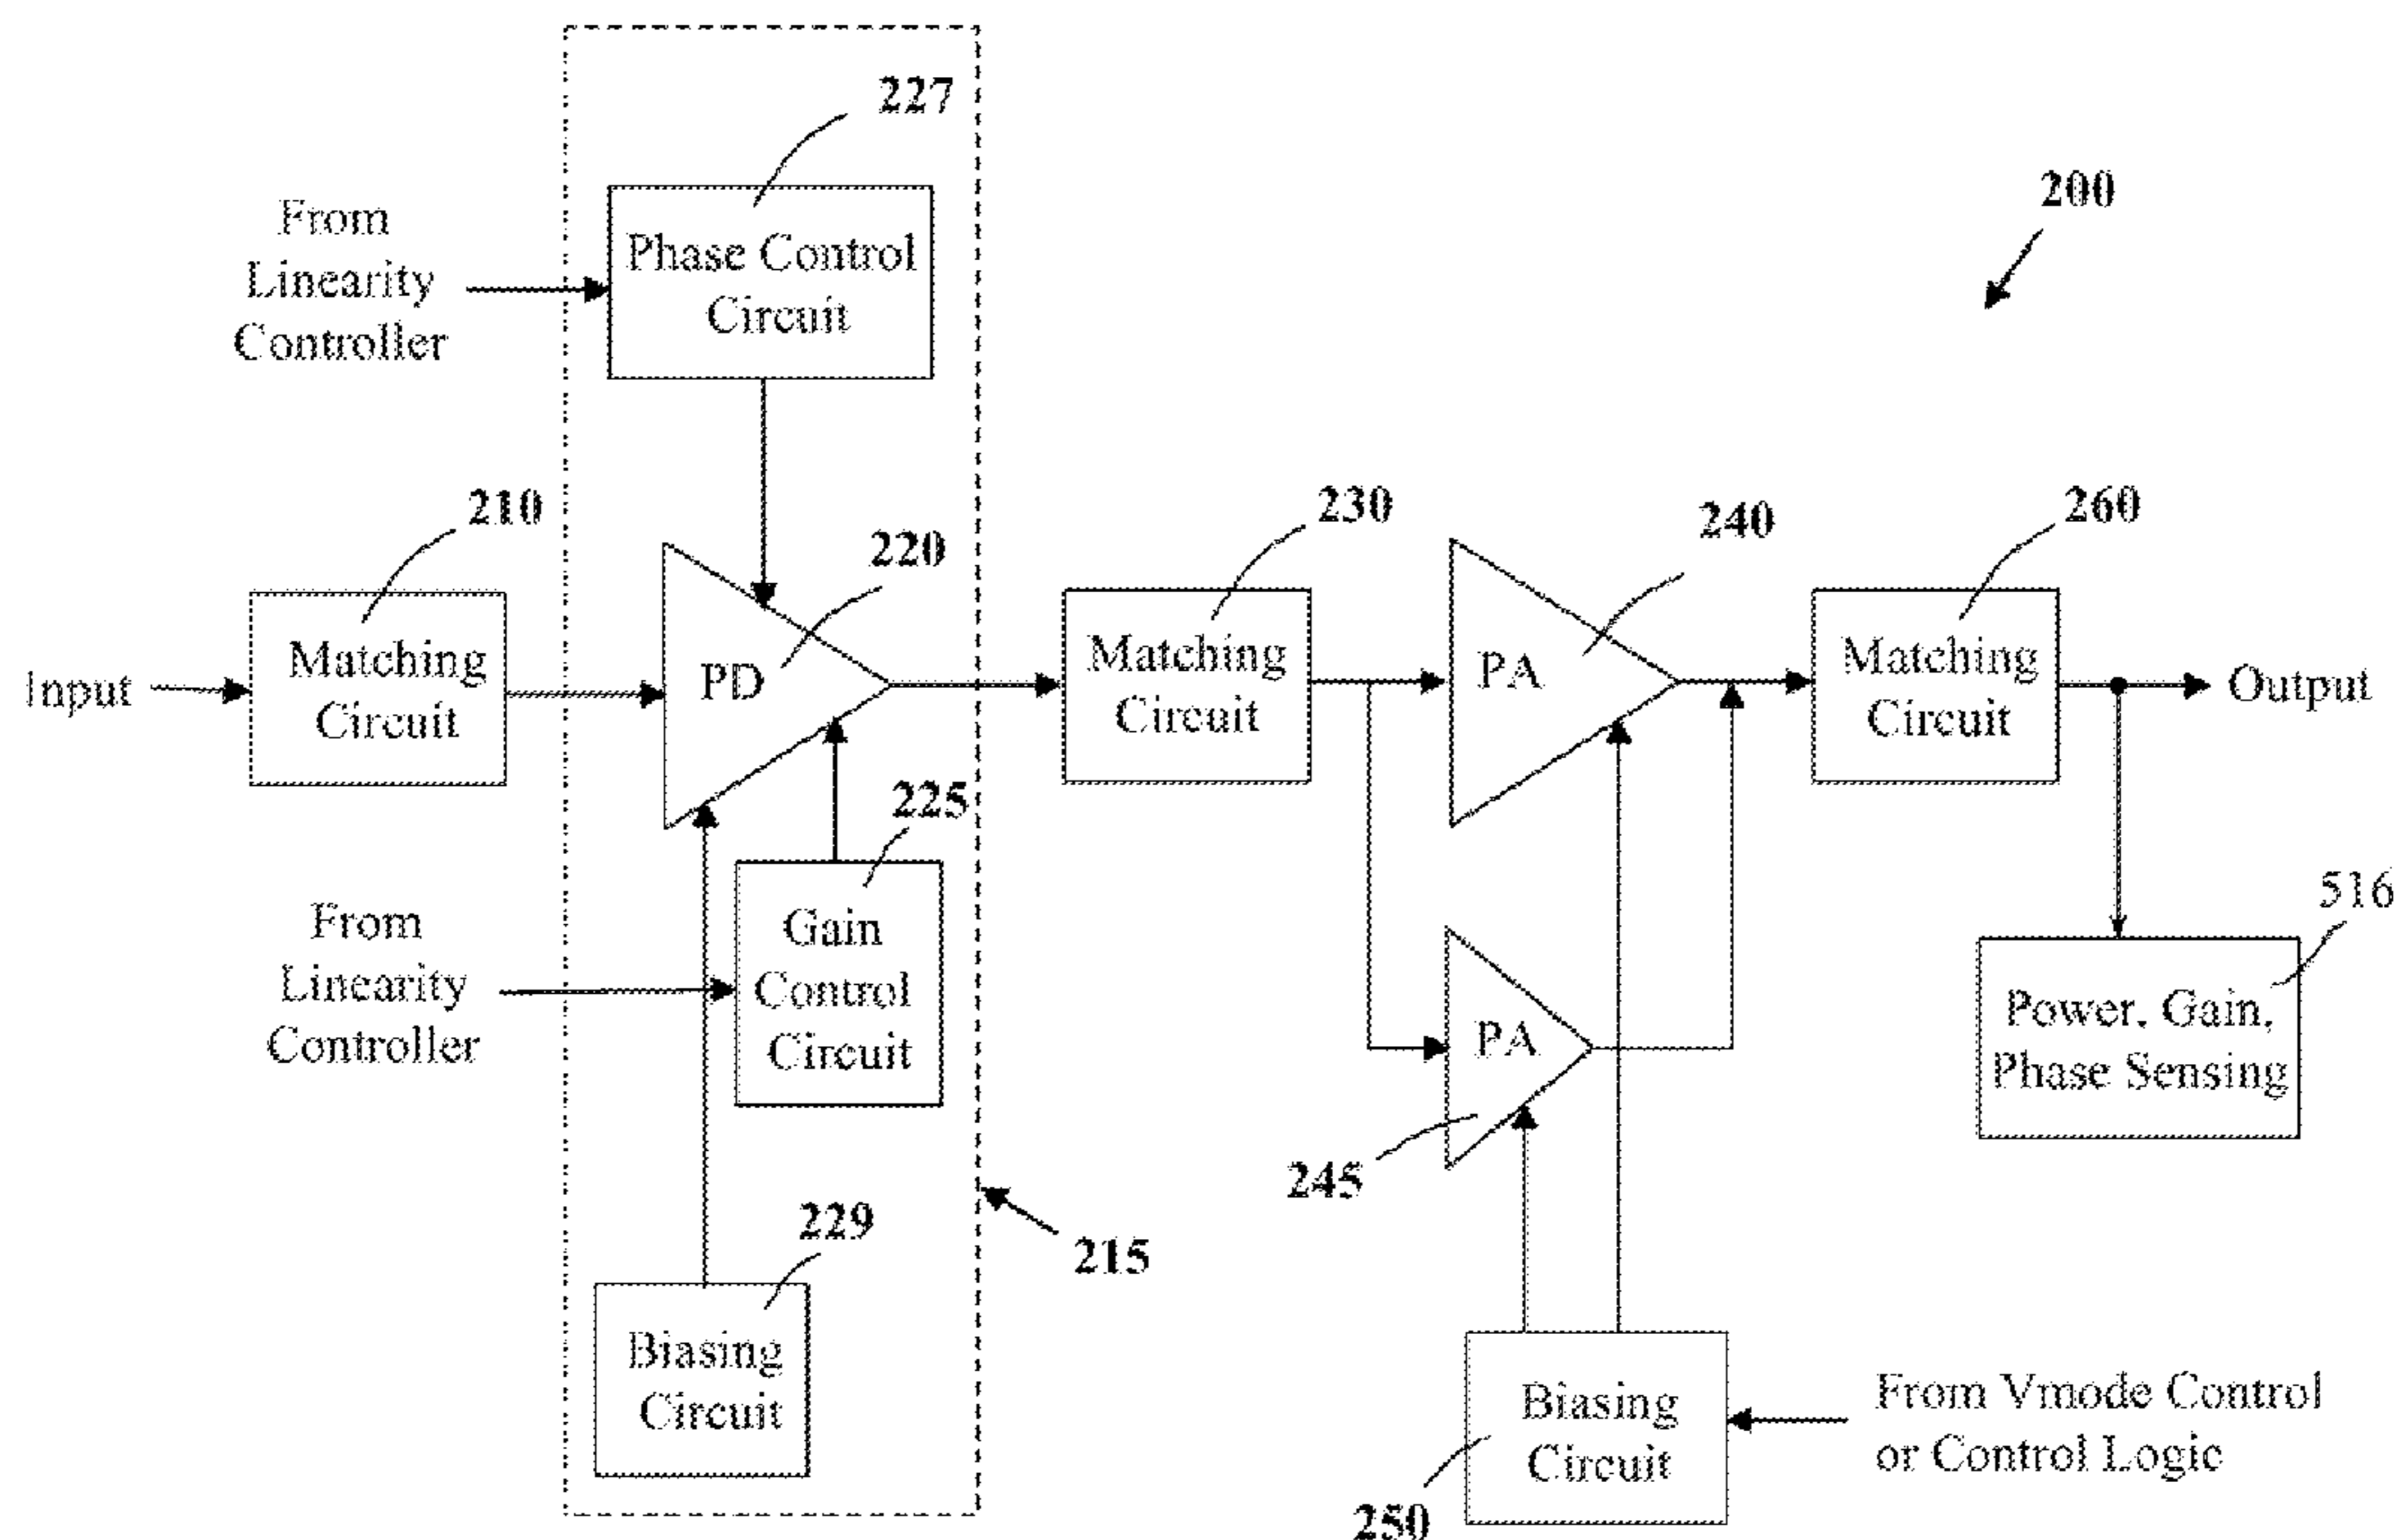 227
200
From
Linearity
Controller
Phase Control
Circuit
210
220
230
240
260
Input
Matching
Circuit
PD
Matching
Circuit
PA
Matching
Circuit
Output
225
516
From
Linearity
Controller
Gain
Control
Circuit
PA
Power, Gain,
Phase Sensing
245
229
215
Biasing
Circuit
Biasing
Circuit
250
From Vmode Control
or Control Logic